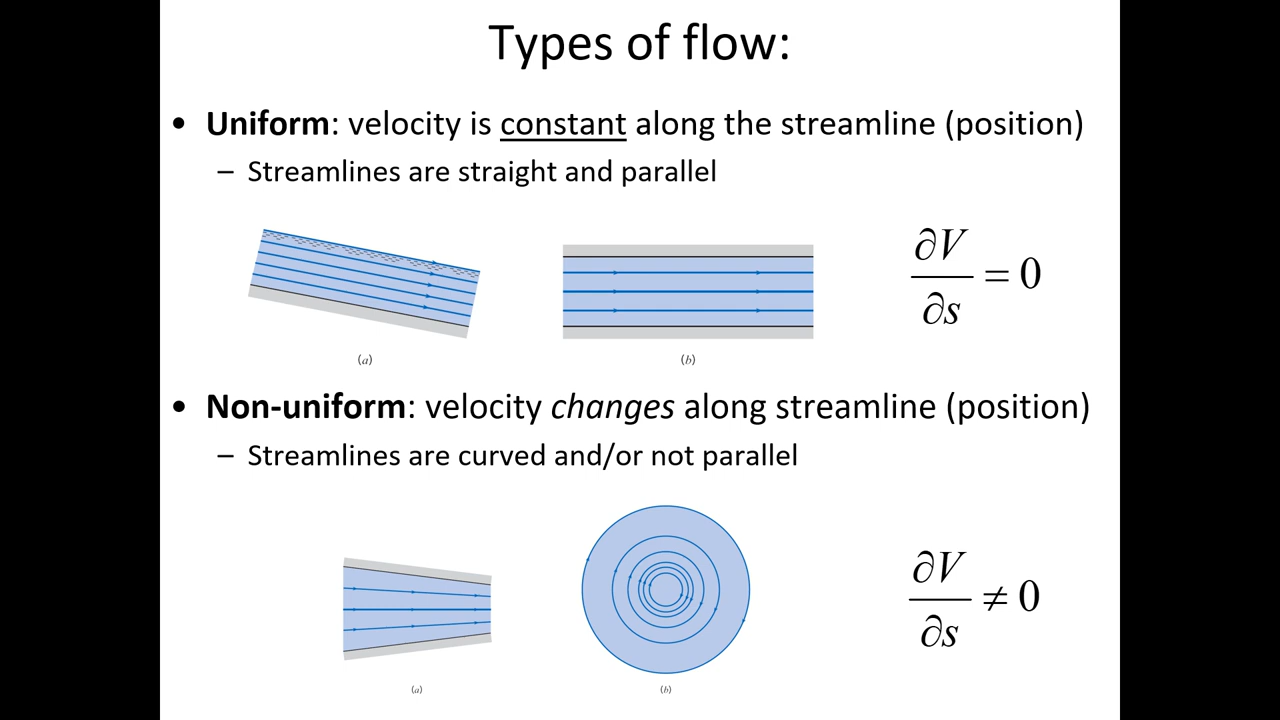 Types of flow:
• Uniform: velocity is constant along the streamline (position)
– Streamlines are straight and parallel
∂V/∂s = 0
(a)
(b)
• Non-uniform: velocity changes along streamline (position)
– Streamlines are curved and/or not parallel
∂V/∂s ≠ 0
(a)
(b)